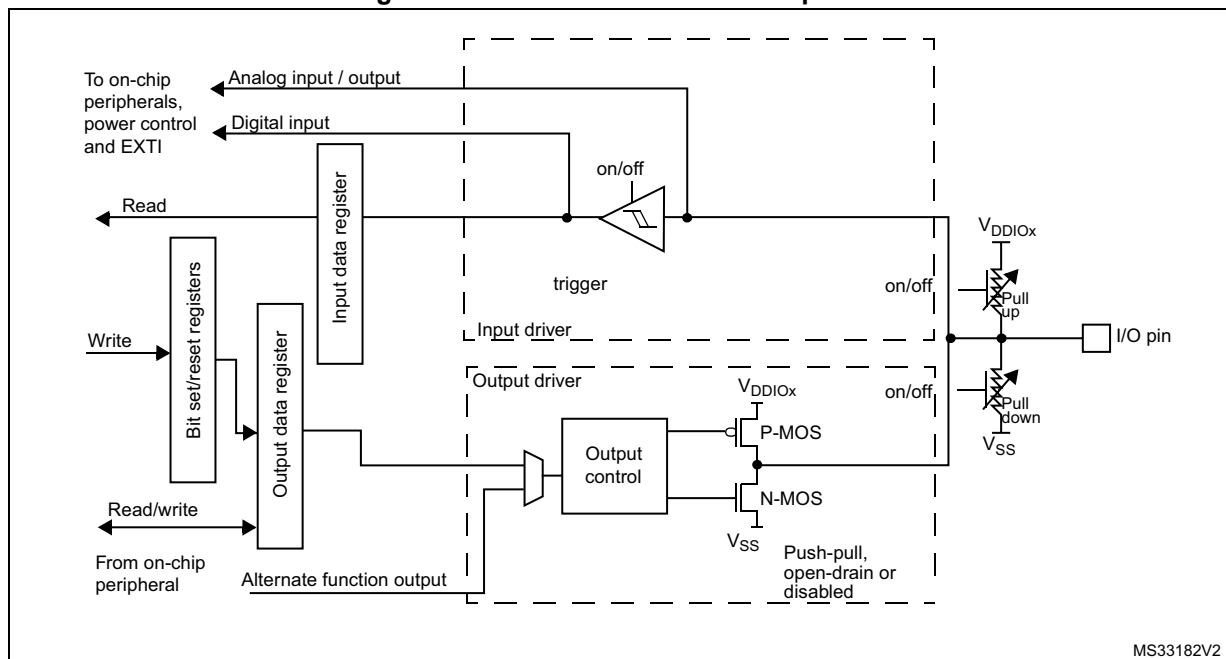 To on-chip
peripherals,
power control
and EXTI
Analog input / output
Digital input
on/off
Read
Input data register
trigger
Input driver
VDDIOx
on/off
Pull
up
I/O pin
Write
Bit set/reset registers
Output data register
Output driver
VDDIOx
P-MOS
Output
control
N-MOS
VSS
on/off
Pull
down
VSS
Read/write
From on-chip
peripheral
Alternate function output
Push-pull,
open-drain or
disabled
MS33182V2